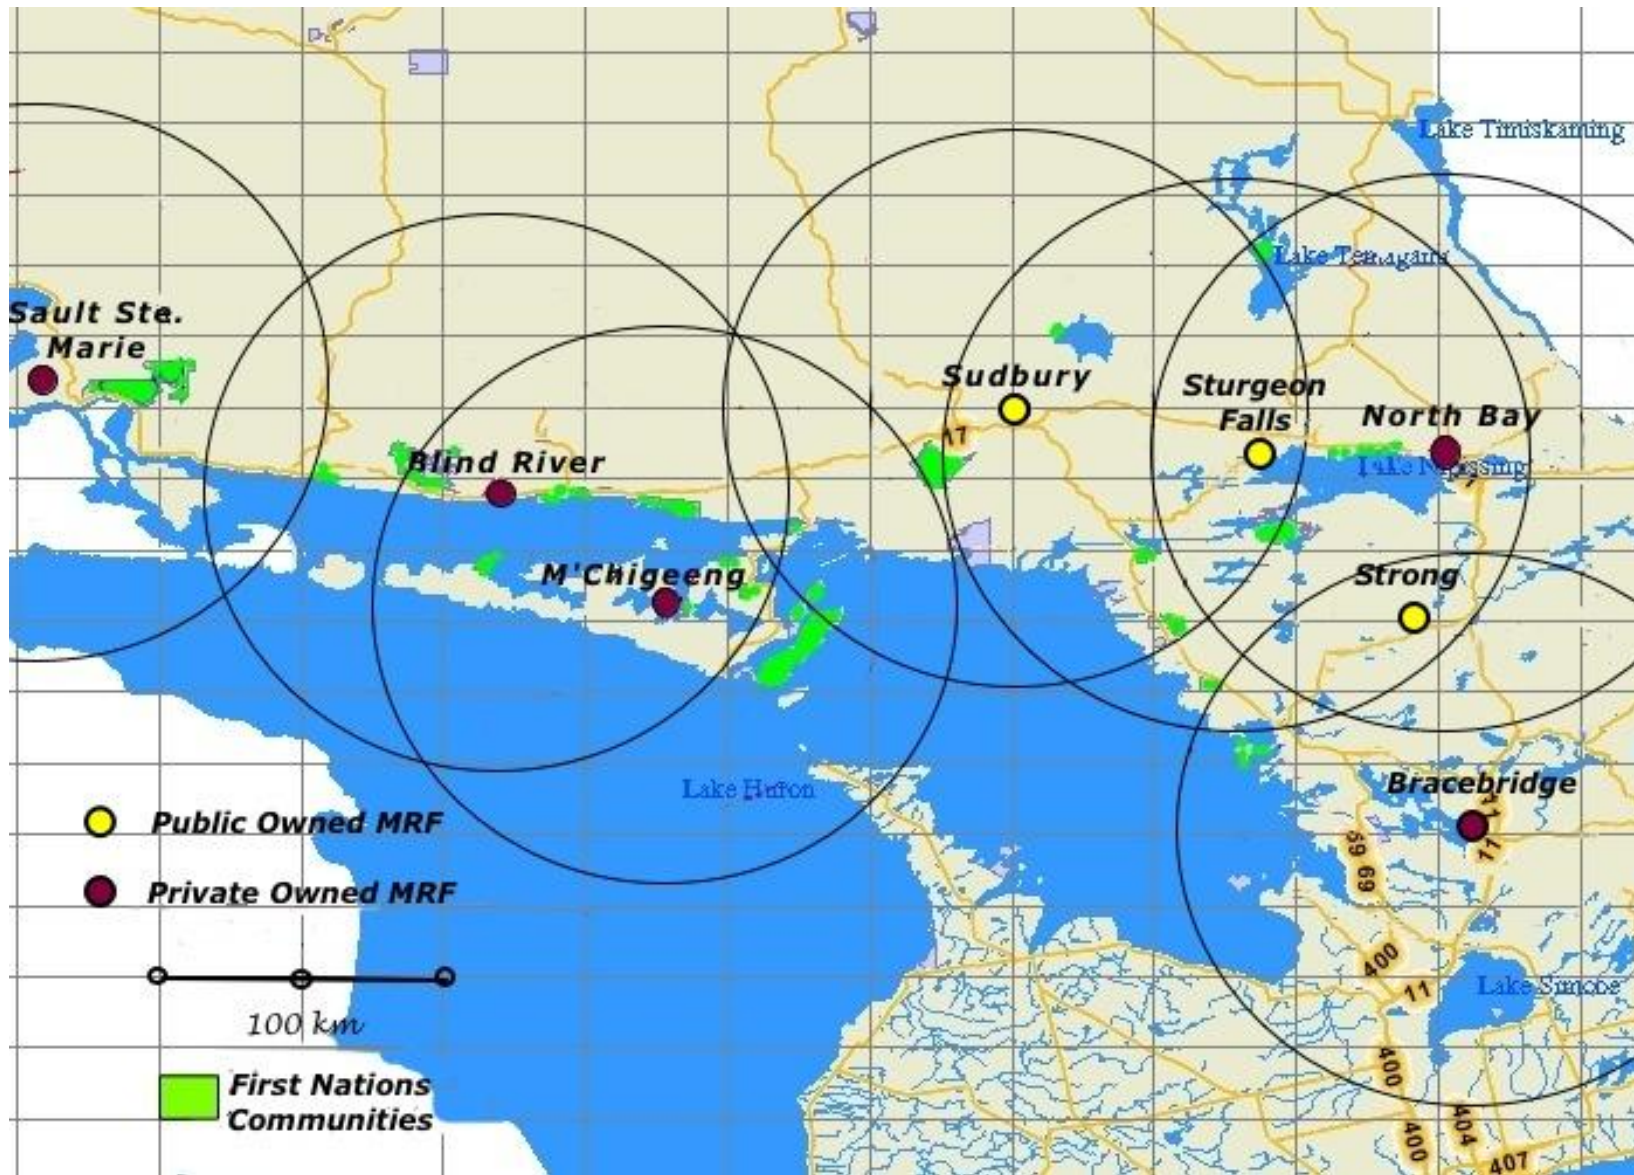 Lake Timiskaming
Lake Temagami
Sault Ste.
Marie
Sudbury
Sturgeon
Falls
North Bay
17
Blind River
Lake Nipissing
M'Chigeeng
Strong
Lake Huron
Bracebridge
11
11
69
69
Public Owned MRF
Private Owned MRF
400
11
Lake Simcoe
100 km
First Nations
Communities
400
400
404
407